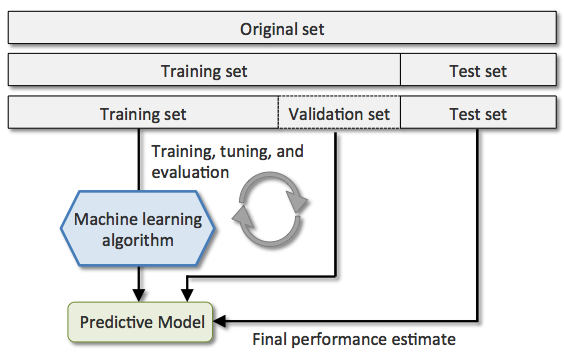 Original set
Training set Test set
Training set Validation set Test set
Training, tuning, and
evaluation
Machine learning
algorithm
Predictive Model
Final performance estimate